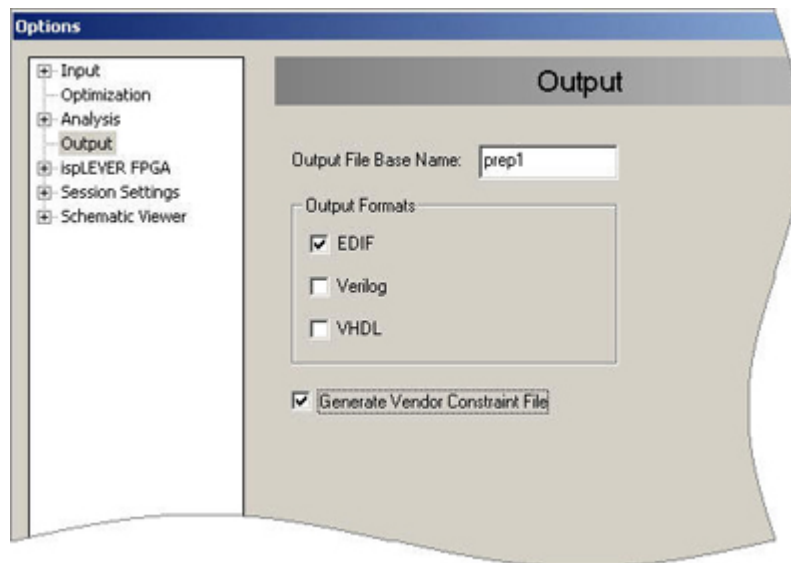 Options
Input
Optimization
Analysis
Output
ispLEVER FPGA
Session Settings
Schematic Viewer
Output
Output File Base Name: prep1
Output Formats
EDIF
Verilog
VHDL
Generate Vendor Constraint File